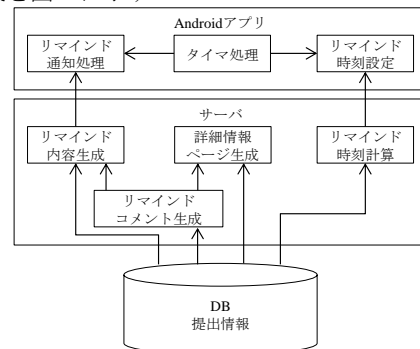 Androidアプリ
リマインド
通知処理
タイマ処理
リマインド
時刻設定
サーバ
リマインド
内容生成
詳細情報
ページ生成
リマインド
時刻計算
リマインド
コメント生成
DB
提出情報